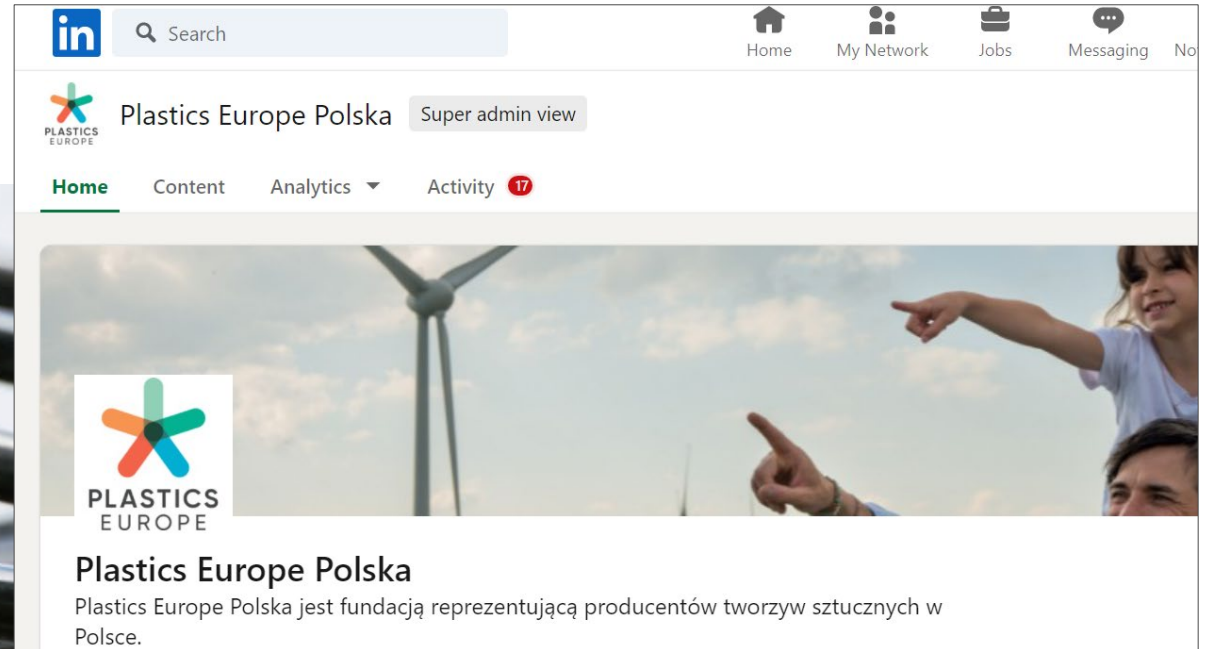 in Search
Home My Network Jobs Messaging
PLASTICS
EUROPE
Plastics Europe Polska Super admin view
Home Content Analytics Activity 17
PLASTICS
EUROPE
Plastics Europe Polska
Plastics Europe Polska jest fundacją reprezentującą producentów tworzyw sztucznych w
Polsce.